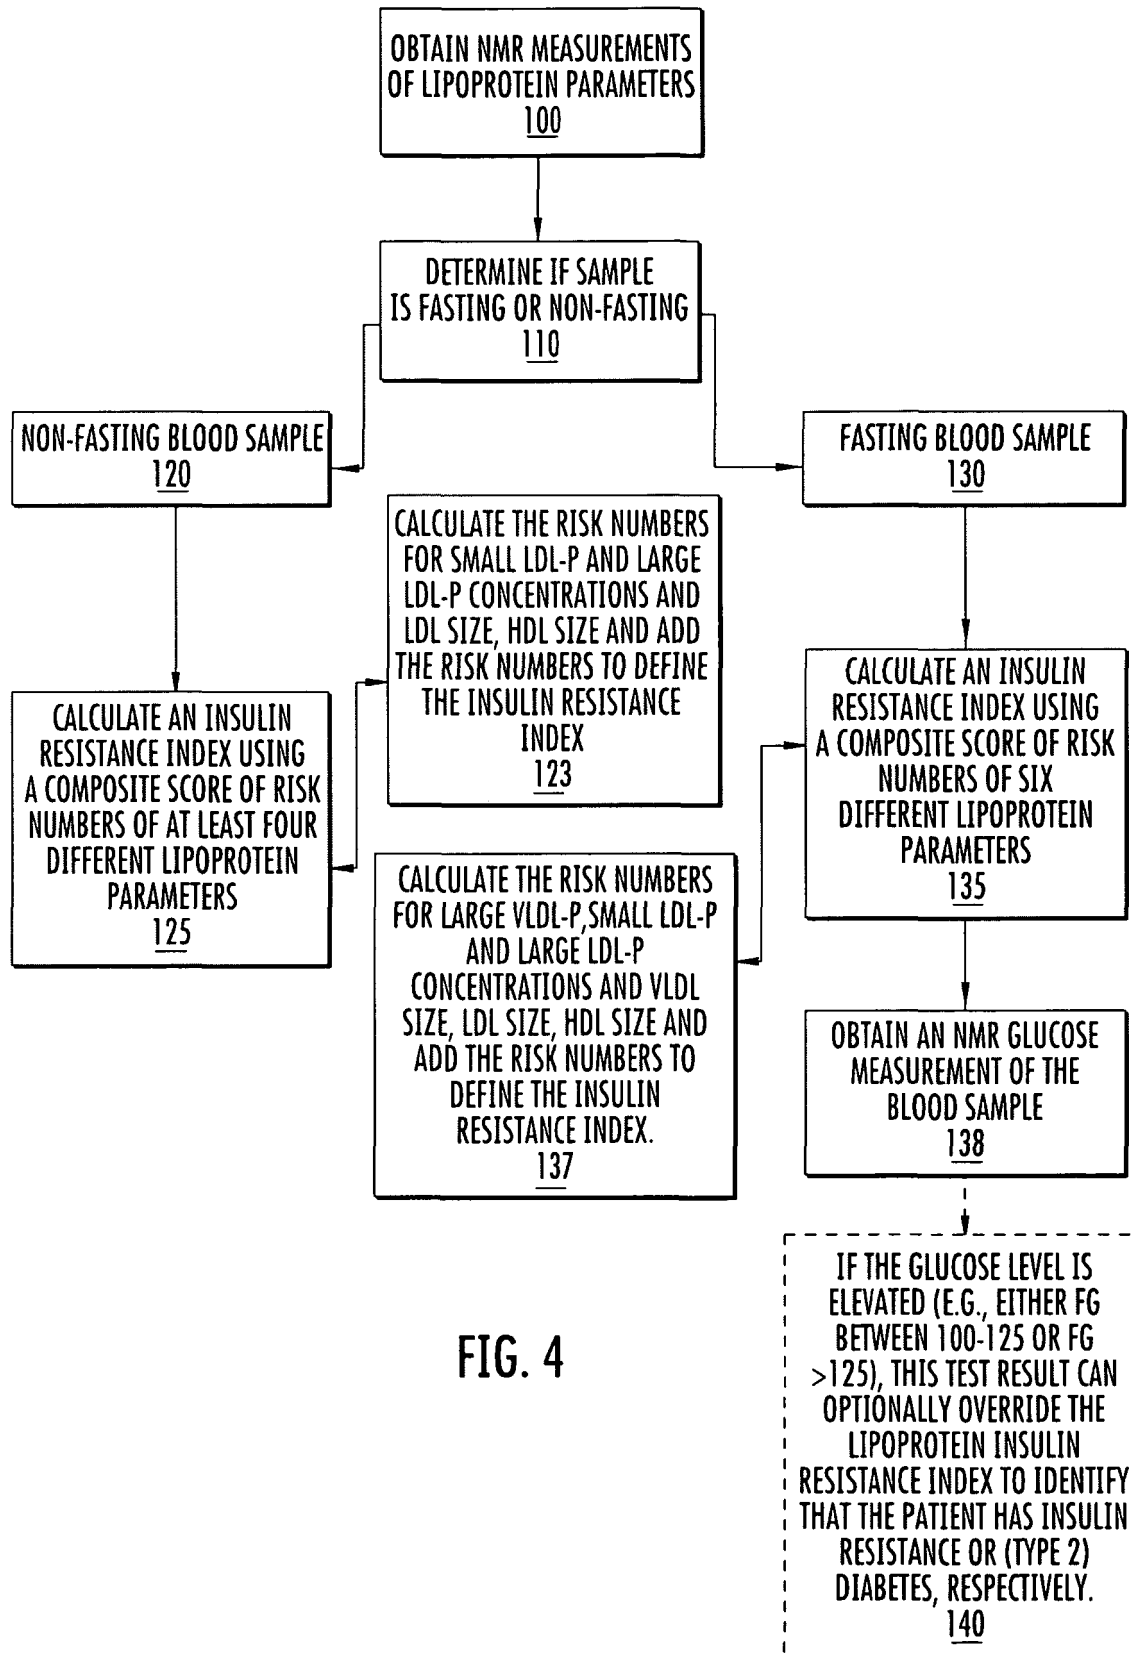 OBTAIN NMR MEASUREMENTS
OF LIPOPROTEIN PARAMETERS
100
DETERMINE IF SAMPLE
IS FASTING OR NON-FASTING
110
NON-FASTING BLOOD SAMPLE
120
FASTING BLOOD SAMPLE
130
CALCULATE THE RISK NUMBERS
FOR SMALL LDL-P AND LARGE
LDL-P CONCENTRATIONS AND
LDL SIZE, HDL SIZE AND ADD
THE RISK NUMBERS TO DEFINE
THE INSULIN RESISTANCE
INDEX
123
CALCULATE AN INSULIN
RESISTANCE INDEX USING
A COMPOSITE SCORE OF RISK
NUMBERS OF AT LEAST FOUR
DIFFERENT LIPOPROTEIN
PARAMETERS
125
CALCULATE AN INSULIN
RESISTANCE INDEX USING
A COMPOSITE SCORE OF RISK
NUMBERS OF SIX
DIFFERENT LIPOPROTEIN
PARAMETERS
135
CALCULATE THE RISK NUMBERS
FOR LARGE VLDL-P, SMALL LDL-P
AND LARGE LDL-P
CONCENTRATIONS AND VLDL
SIZE, LDL SIZE, HDL SIZE AND
ADD THE RISK NUMBERS TO
DEFINE THE INSULIN
RESISTANCE INDEX.
137
OBTAIN AN NMR GLUCOSE
MEASUREMENT OF THE
BLOOD SAMPLE
138
IF THE GLUCOSE LEVEL IS
ELEVATED (E.G., EITHER FG
BETWEEN 100-125 OR FG
>125), THIS TEST RESULT CAN
OPTIONALLY OVERRIDE THE
LIPOPROTEIN INSULIN
RESISTANCE INDEX TO IDENTIFY
THAT THE PATIENT HAS INSULIN
RESISTANCE OR (TYPE 2)
DIABETES, RESPECTIVELY.
140
FIG. 4